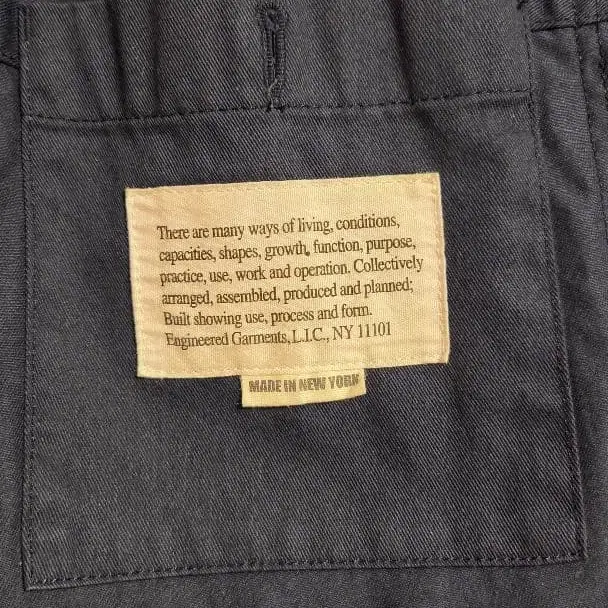 There are many ways of living, conditions,
capacities, shapes, growth, function, purpose,
practice, use, work and operation. Collectively
arranged, assembled, produced and planned;
Built showing use, process and form.
Engineered Garments, L.I.C., NY 11101
MADE IN NEW YORK